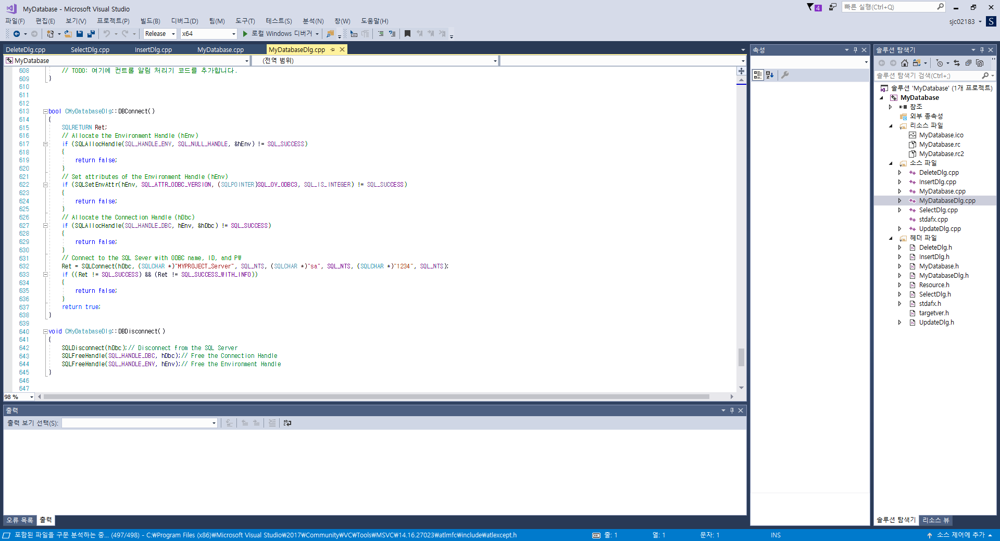 MyDatabase - Microsoft Visual Studio
4
빠른 실행(Ctrl+Q)
파일(F) 편집(E) 보기(V) 프로젝트(P) 빌드(B) 디버그(D) 팀(M) 도구(T) 테스트(S) 분석(N) 창(W) 도움말(H)
sjc02183 S
Release x64 로컬 Windows 디버거
DeleteDlg.cpp SelectDlg.cpp InsertDlg.cpp MyDatabase.cpp MyDatabaseDlg.cpp
MyDatabase (전역 범위)
608 // TODO: 여기에 컨트롤 알림 처리기 코드를 추가합니다.
609 }
610
611
612
613 bool CMyDatabaseDlg::DBConnect()
614 {
615 SQLRETURN Ret;
616 // Allocate the Environment Handle (hEnv)
617 if (SQLAllocHandle(SQL_HANDLE_ENV, SQL_NULL_HANDLE, &hEnv) != SQL_SUCCESS)
618 {
619 return false;
620 }
621 // Set attributes of the Environment Handle (hEnv)
622 if (SQLSetEnvAttr(hEnv, SQL_ATTR_ODBC_VERSION, (SQLPOINTER)SQL_OV_ODBC3, SQL_IS_INTEGER) != SQL_SUCCESS)
623 {
624 return false;
625 }
626 // Allocate the Connection Handle (hDbc)
627 if (SQLAllocHandle(SQL_HANDLE_DBC, hEnv, &hDbc) != SQL_SUCCESS)
628 {
629 return false;
630 }
631 // Connect to the SQL Sever with ODBC name, ID, and PW
632 Ret = SQLConnect(hDbc, (SQLCHAR *)"MYPROJECT_Server", SQL_NTS, (SQLCHAR *)"sa", SQL_NTS, (SQLCHAR *)"1234", SQL_NTS);
633 if ((Ret != SQL_SUCCESS) && (Ret != SQL_SUCCESS_WITH_INFO))
634 {
635 return false;
636 }
637 return true;
638 }
639
640 void CMyDatabaseDlg::DBDisconnect()
641 {
642 SQLDisconnect(hDbc);// Disconnect from the SQL Server
643 SQLFreeHandle(SQL_HANDLE_DBC, hDbc);// Free the Connection Handle
644 SQLFreeHandle(SQL_HANDLE_ENV, hEnv);// Free the Environment Handle
645 }
646
647
98 %
출력
출력 보기 선택(S):
오류 목록 출력
속성
솔루션 탐색기
솔루션 탐색기 검색(Ctrl+;)
솔루션 'MyDatabase' (1개 프로젝트)
MyDatabase
참조
외부 종속성
리소스 파일
MyDatabase.ico
MyDatabase.rc
MyDatabase.rc2
소스 파일
DeleteDlg.cpp
InsertDlg.cpp
MyDatabase.cpp
MyDatabaseDlg.cpp
SelectDlg.cpp
stdafx.cpp
UpdateDlg.cpp
헤더 파일
DeleteDlg.h
InsertDlg.h
MyDatabase.h
MyDatabaseDlg.h
Resource.h
SelectDlg.h
stdafx.h
targetver.h
UpdateDlg.h
솔루션 탐색기 리소스 뷰
포함된 파일을 구문 분석하는 중... (497/498) - C:₩Program Files (x86)₩Microsoft Visual Studio₩2017₩Community₩VC₩Tools₩MSVC₩14.16.27023₩atlmfc₩include₩atlexcept.h 줄: 1 열: 1 문자: 1 INS 소스 제어에 추가